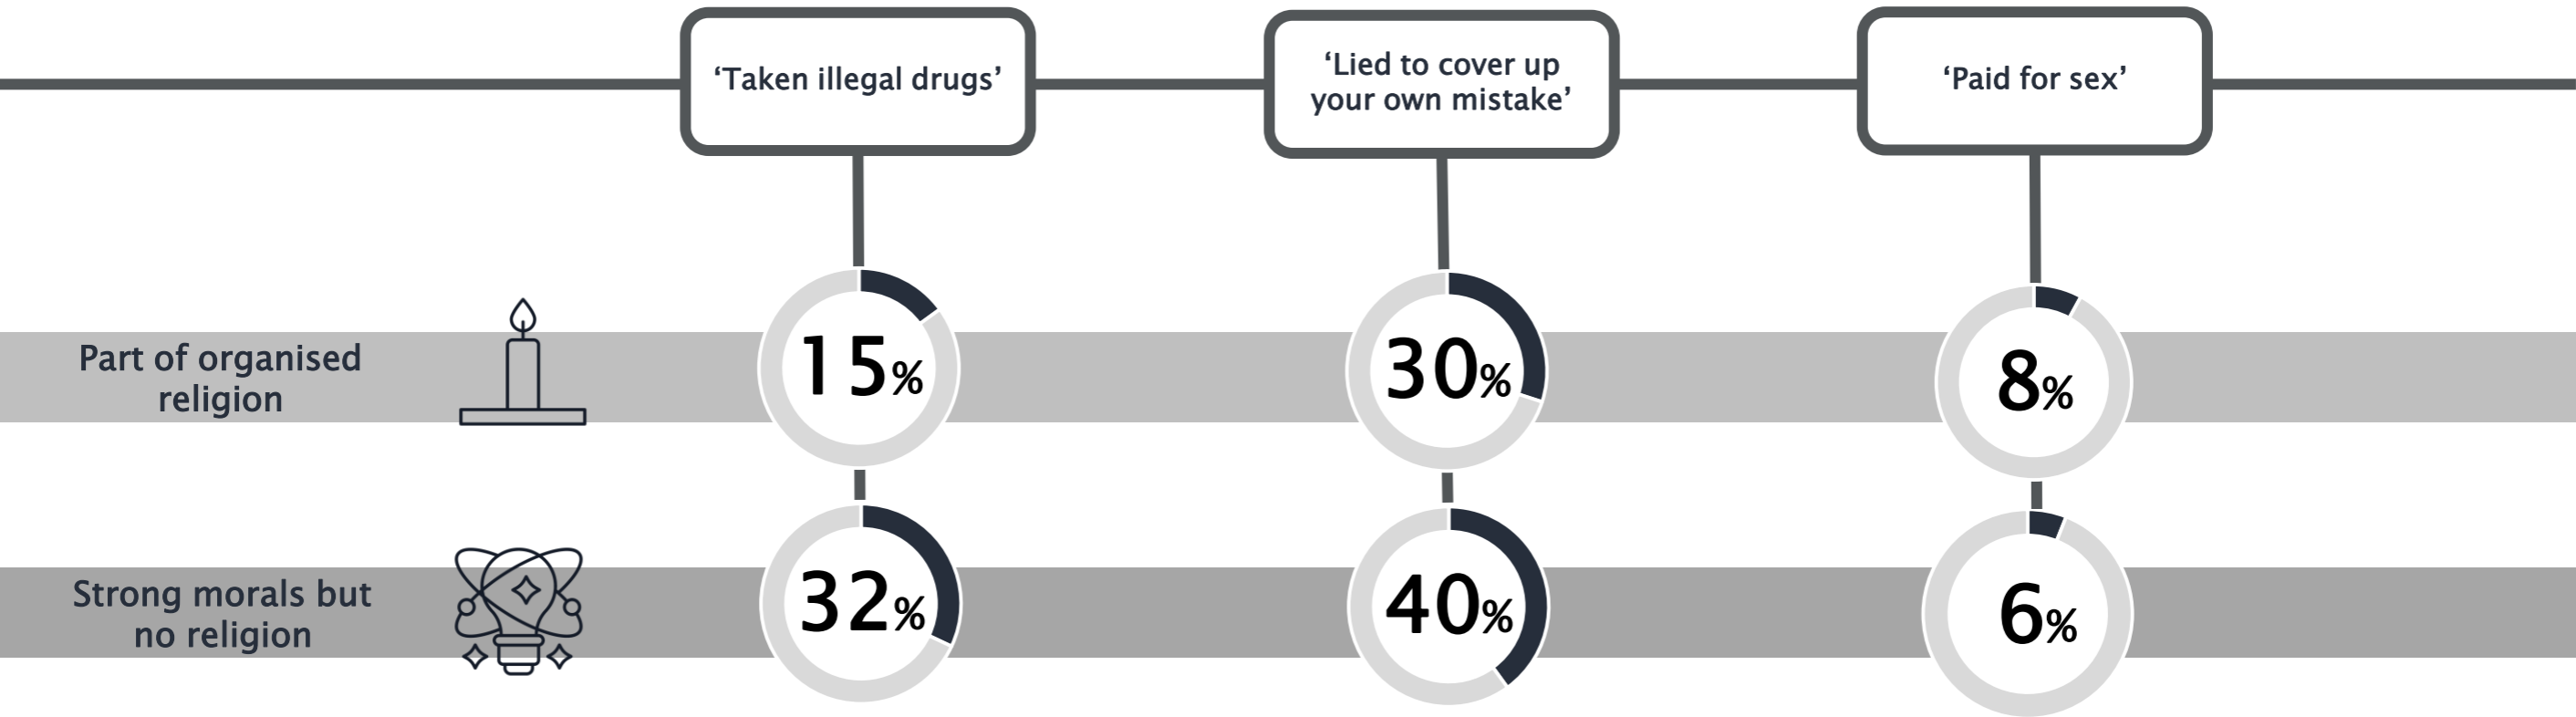 ‘Taken illegal drugs’
‘Lied to cover up
your own mistake’
‘Paid for sex’
Part of organised
religion
15%
30%
8%
Strong morals but
no religion
32%
40%
6%